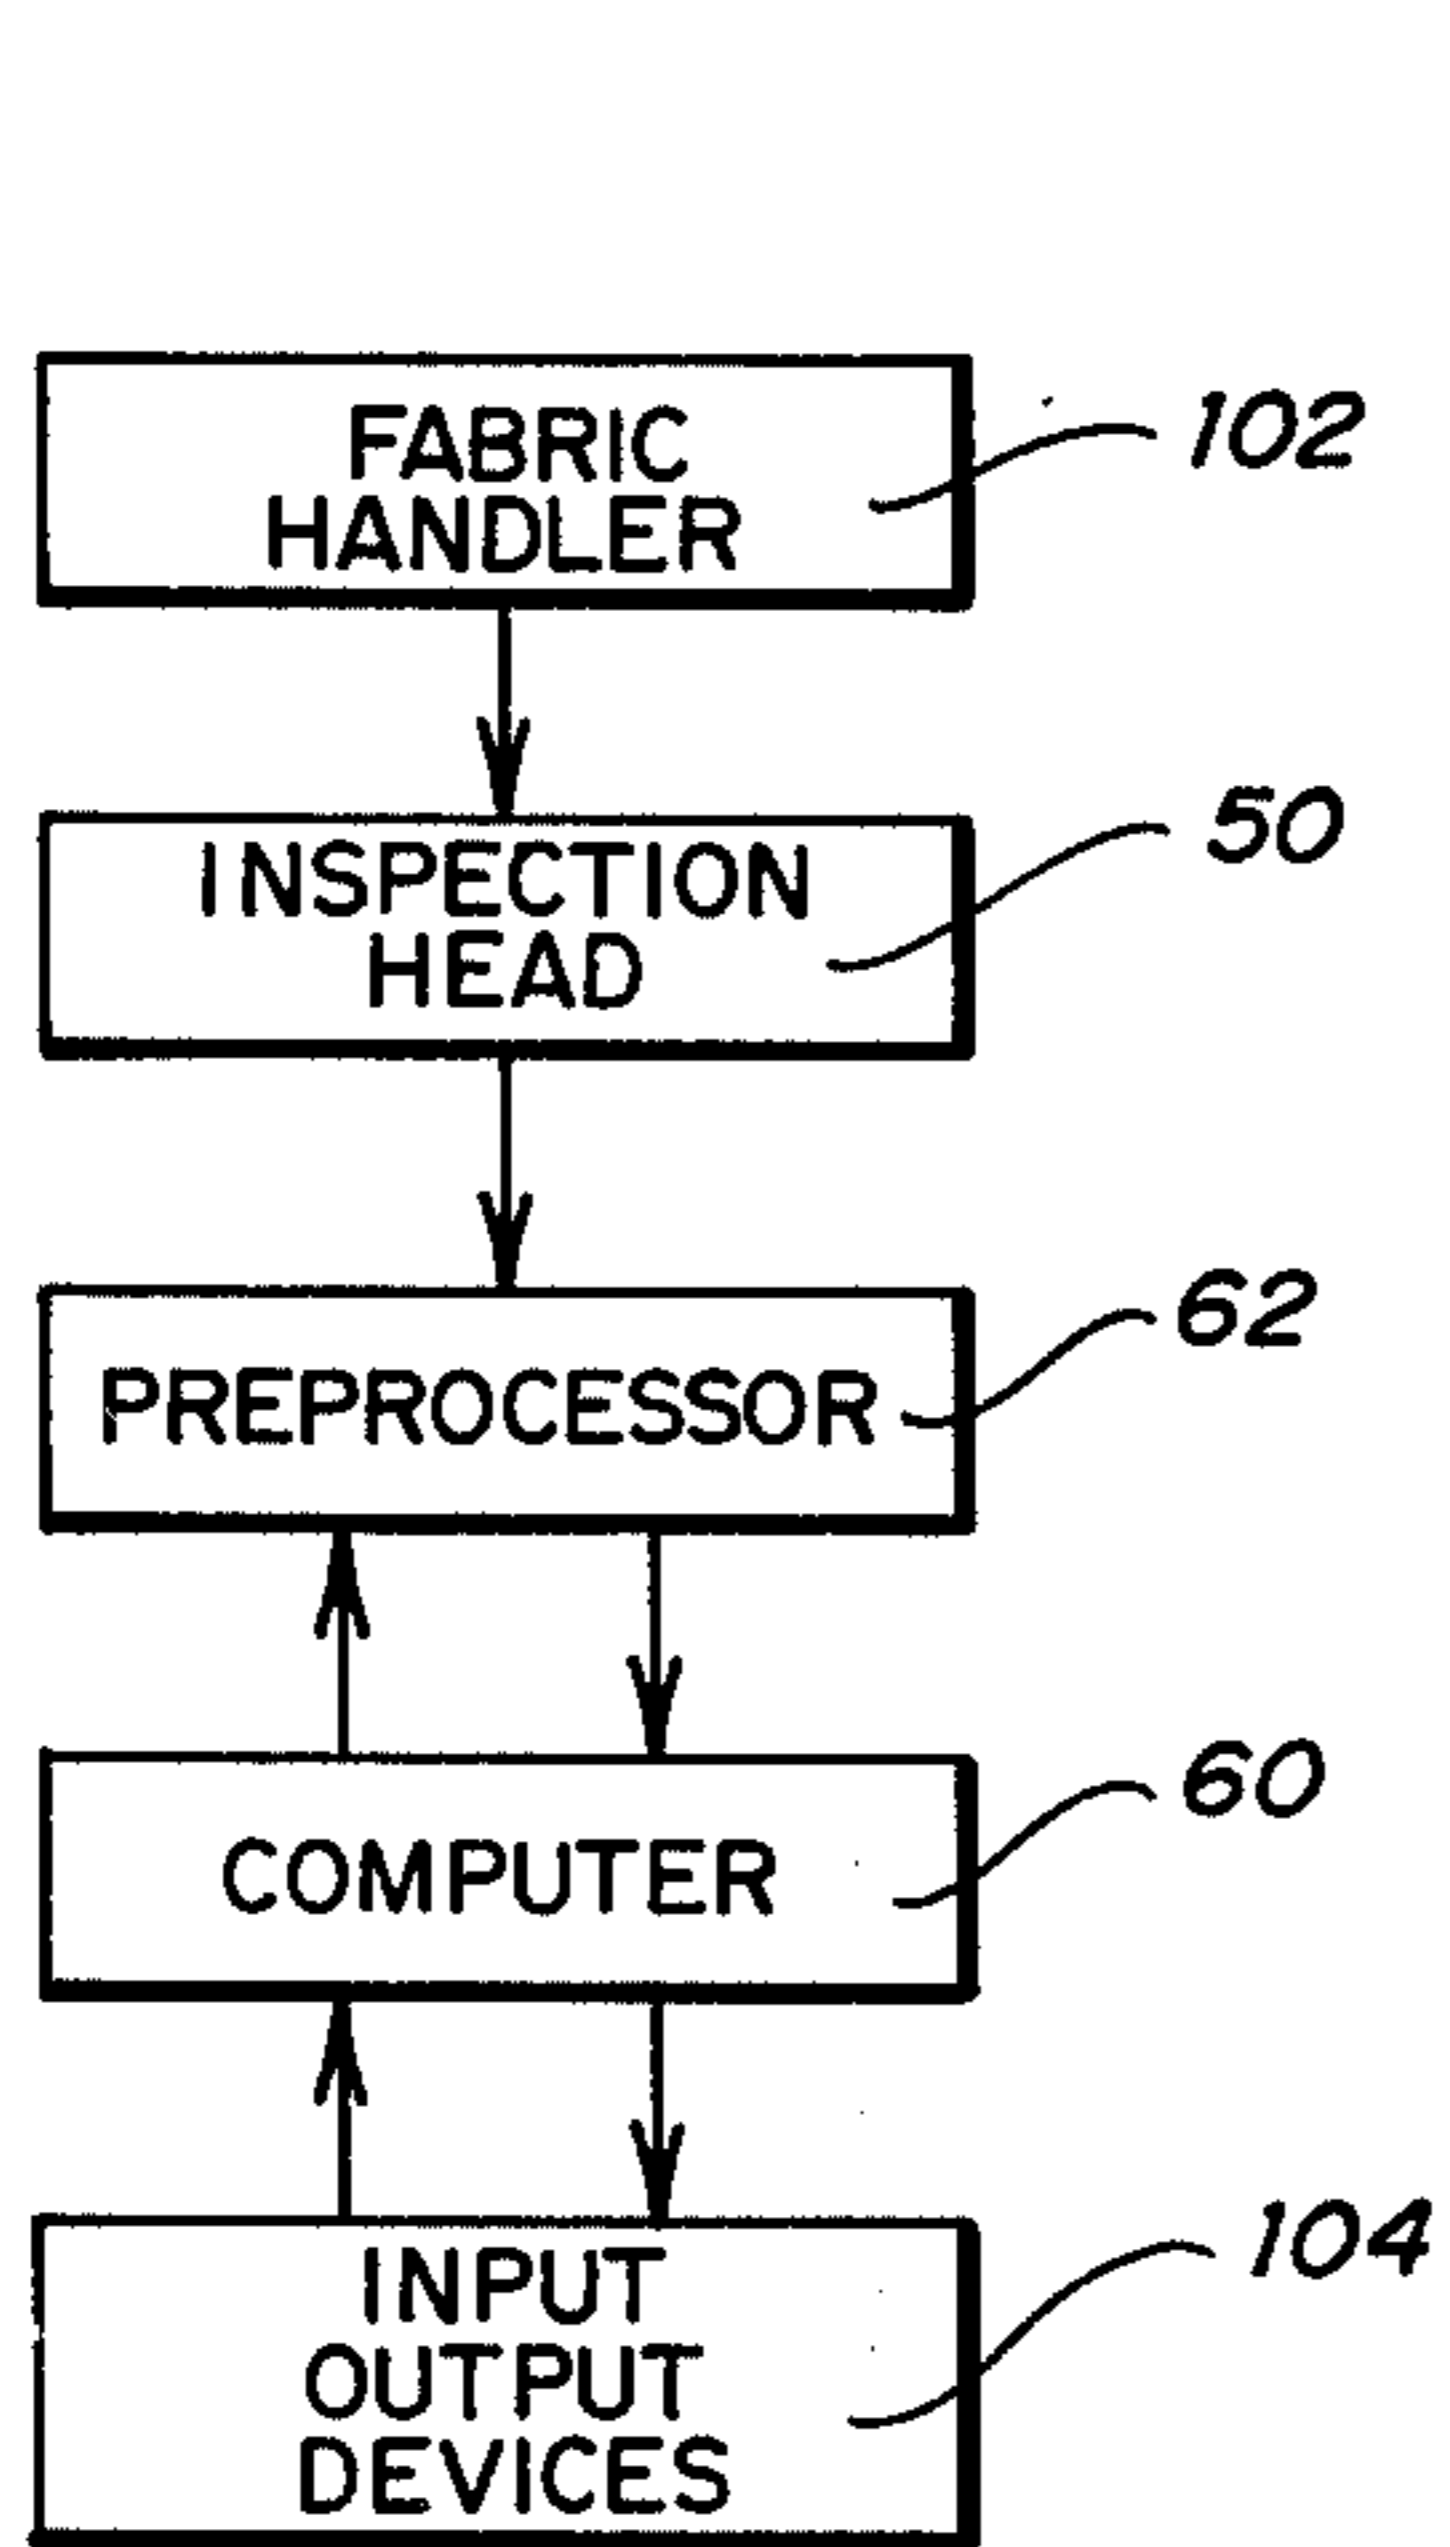 FABRIC
HANDLER
102
INSPECTION
HEAD
50
PREPROCESSOR
62
COMPUTER
60
INPUT
OUTPUT
DEVICES
104